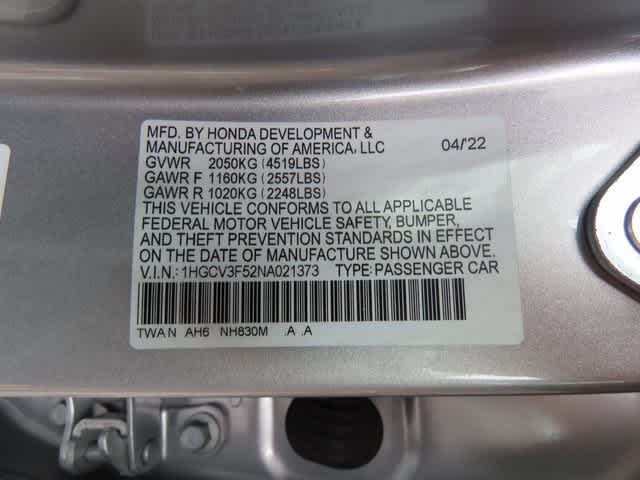 MFD. BY HONDA DEVELOPMENT &
MANUFACTURING OF AMERICA, LLC 04/'22
GVWR 2050KG (4519LBS)
GAWR F 1160KG (2557LBS)
GAWR R 1020KG (2248LBS)
THIS VEHICLE CONFORMS TO ALL APPLICABLE
FEDERAL MOTOR VEHICLE SAFETY, BUMPER,
AND THEFT PREVENTION STANDARDS IN EFFECT
ON THE DATE OF MANUFACTURE SHOWN ABOVE.
V.I.N.: 1HGCV3F52NA021373 TYPE: PASSENGER CAR
TWA N AH6 NH830M .A .A